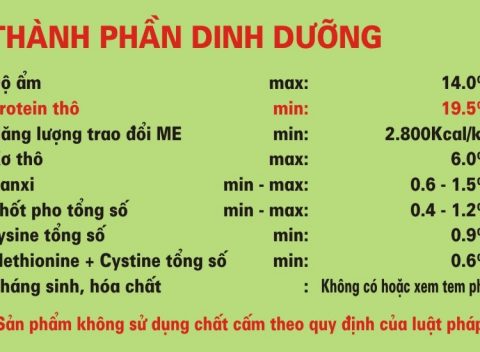 THÀNH PHẦN DINH DƯỠNG
ộ ẩm max: 14.0
rotein thô min: 19.5
ăng lượng trao đổi ME min: 2.800Kcal/k
ơ thô max: 6.0
anxi min - max: 0.6 - 1.5
hốt pho tổng số min - max: 0.4 - 1.2
ysine tổng số min: 0.9
ethionine + Cystine tổng số min: 0.6
háng sinh, hóa chất : Không có hoặc xem tem ph
Sản phẩm không sử dụng chất cấm theo quy định của luật pháp